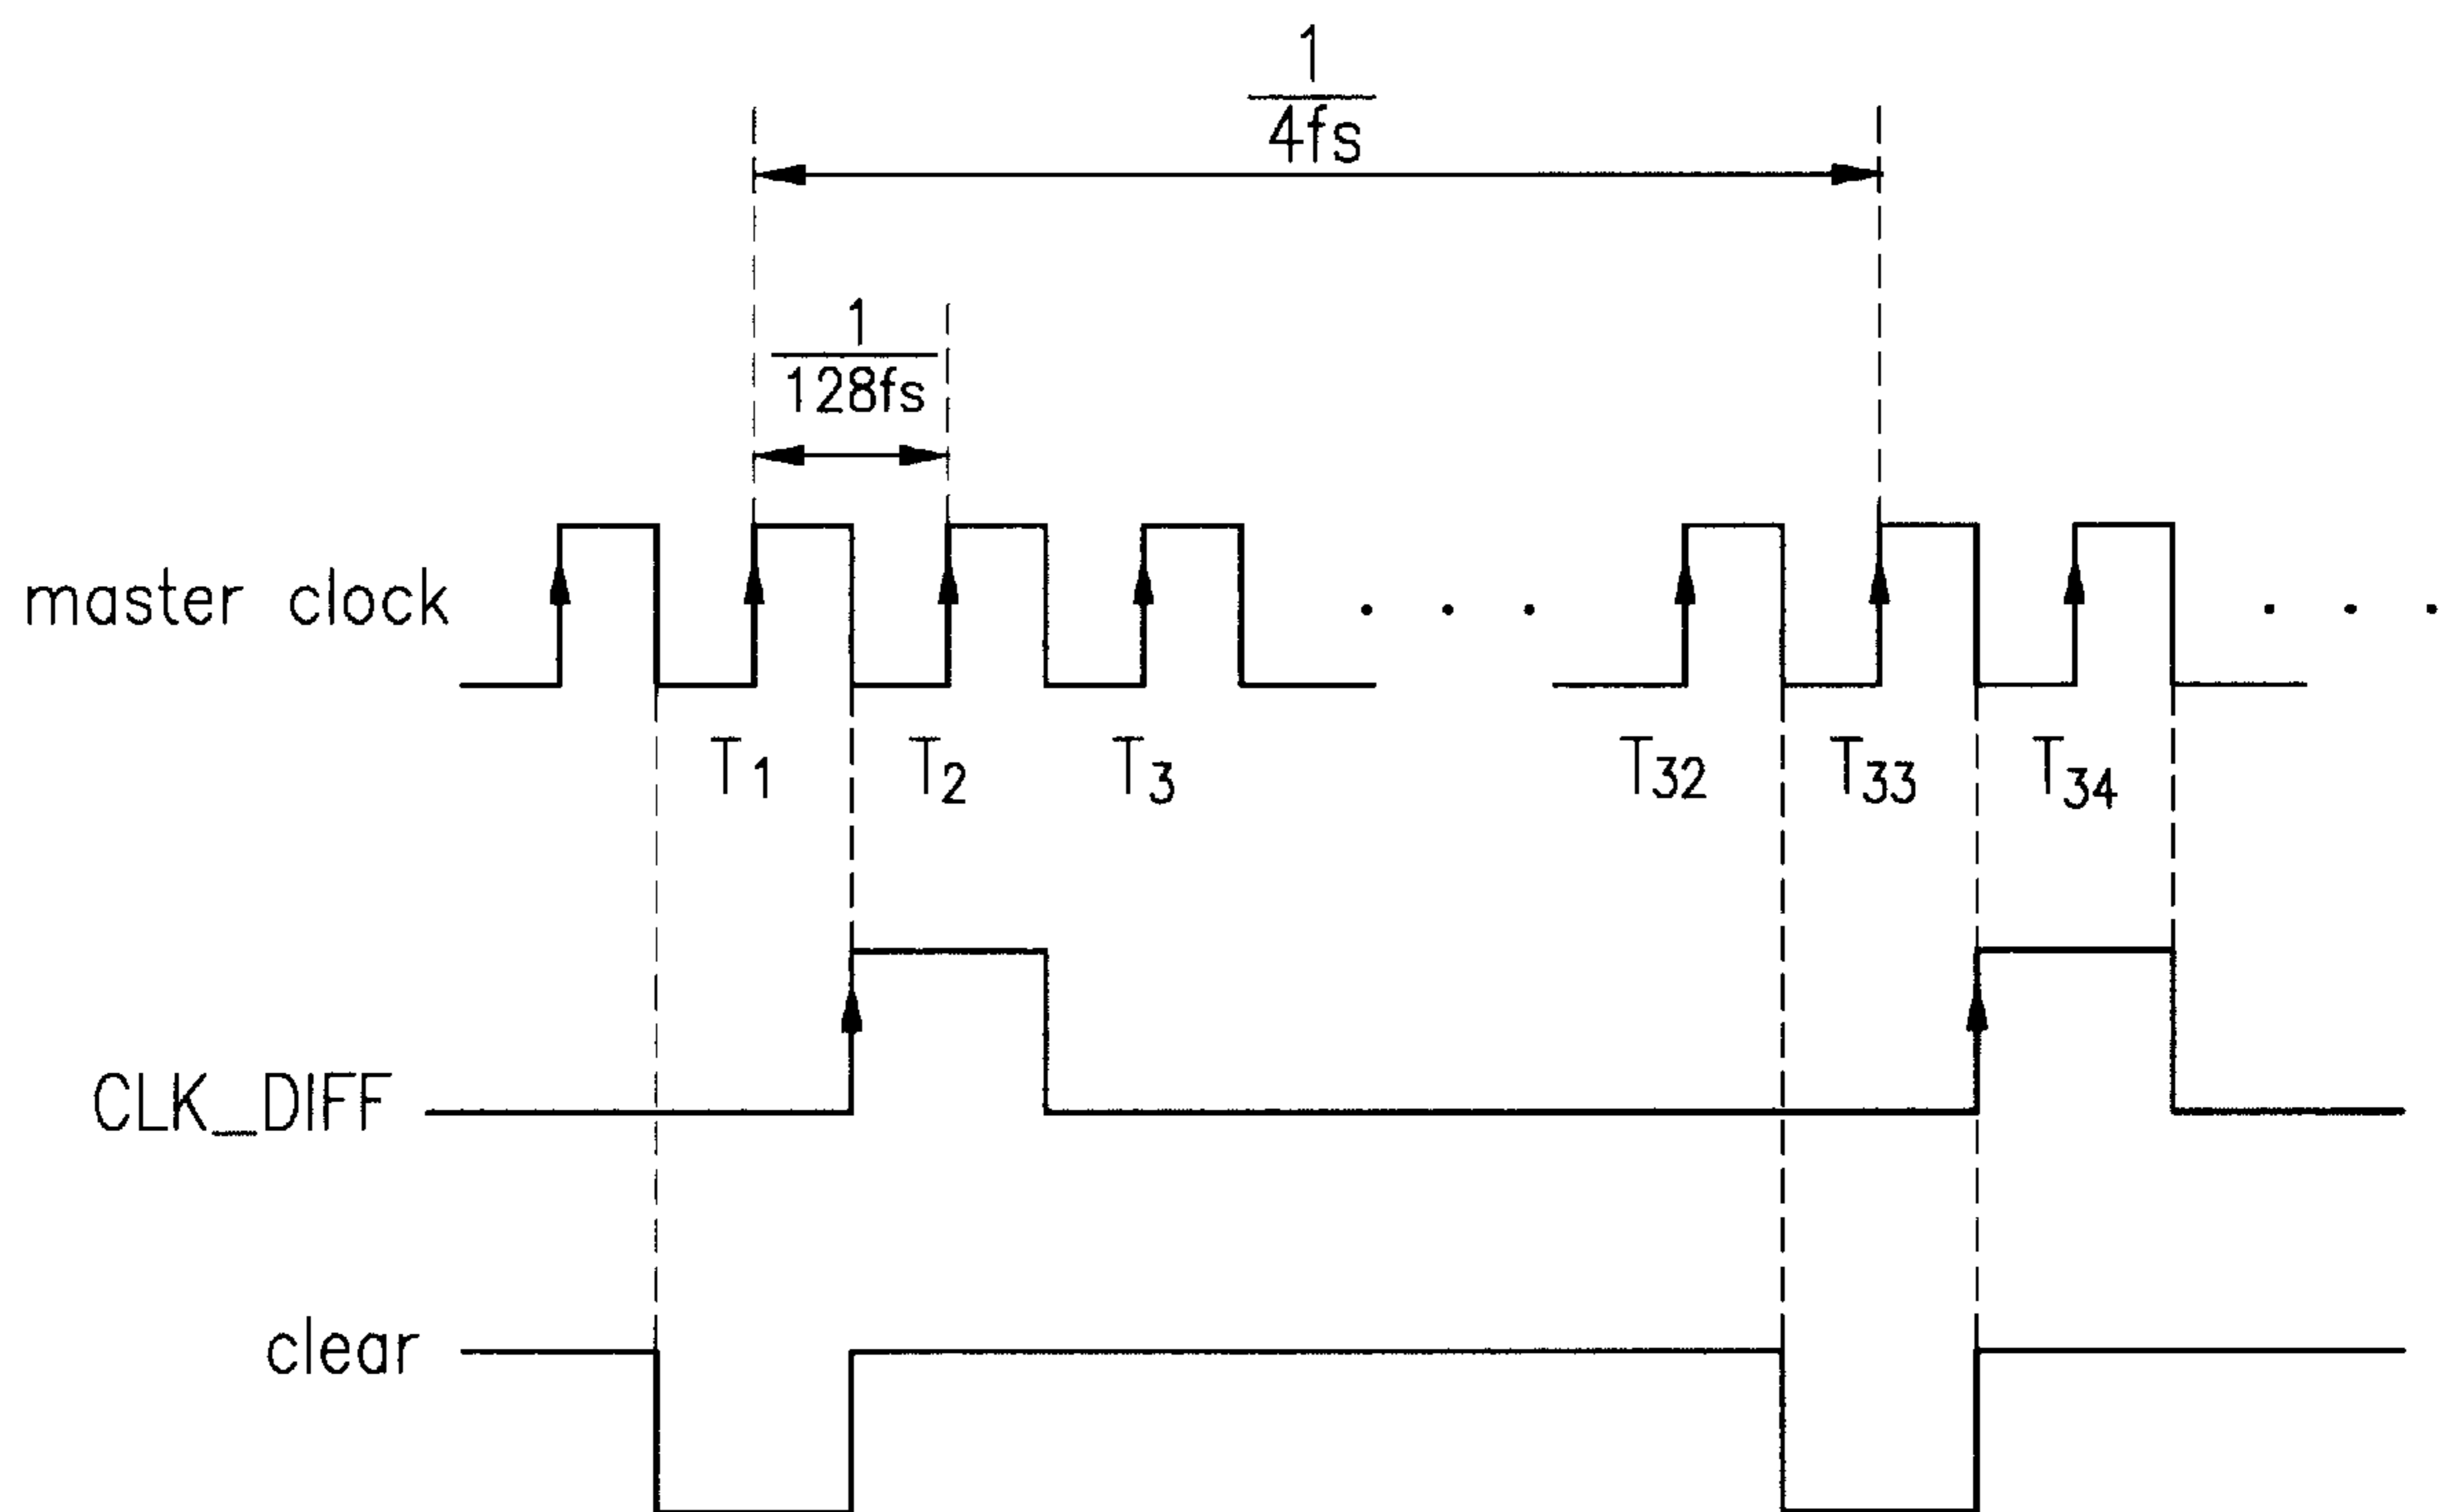 1
4fs
1
128fs
master clock
. . .
. . .
T1 T2 T3 T32 T33 T34
CLK_DIFF
clear